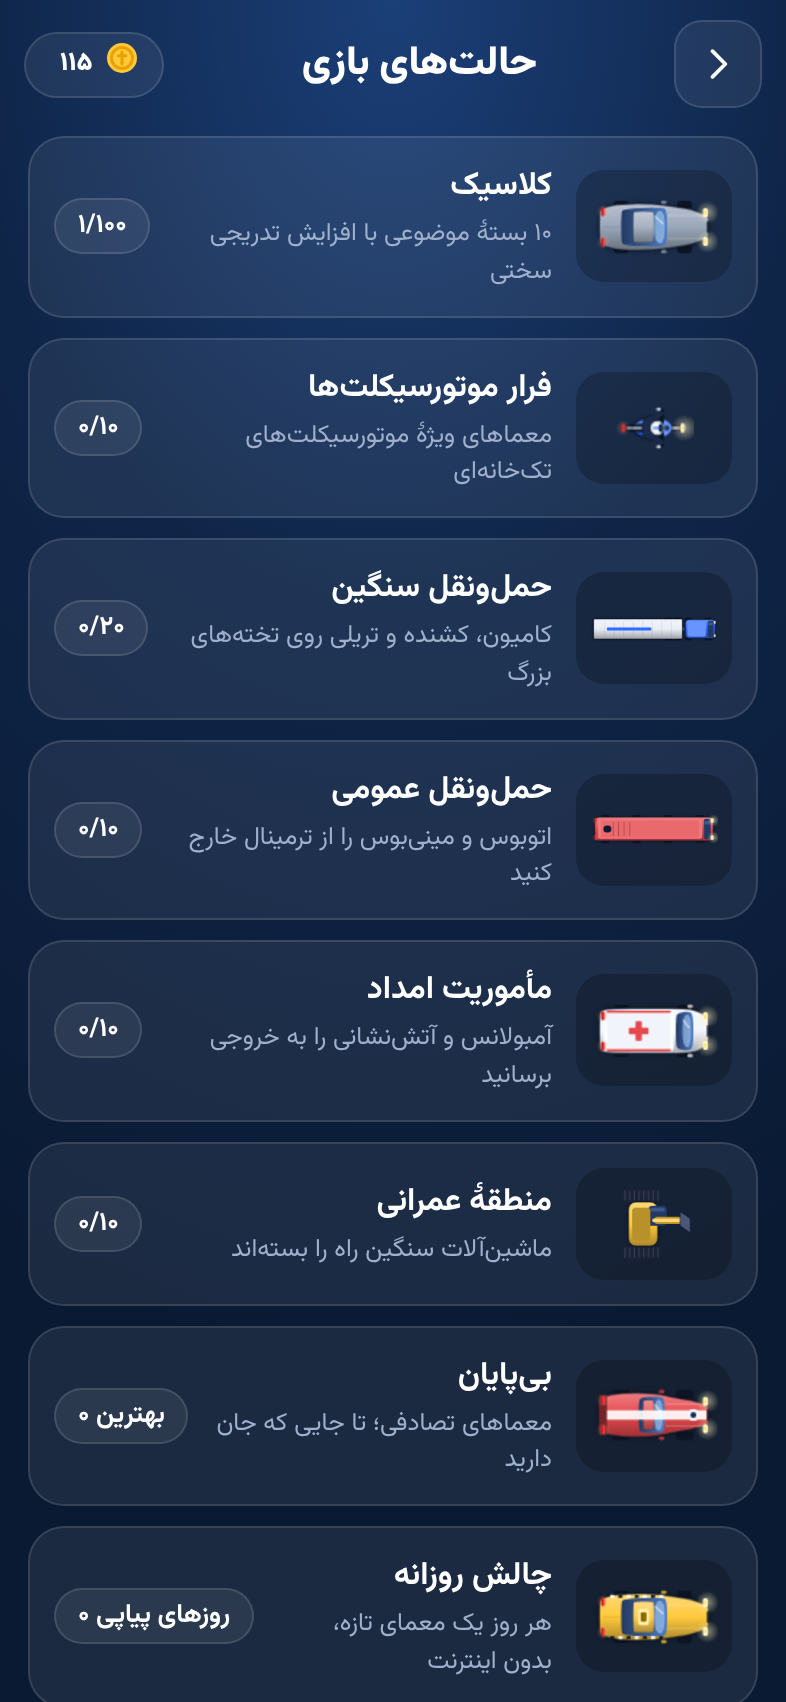 حالت‌های بازی
۱۱۵
کلاسیک
۱۰ بستهٔ موضوعی با افزایش تدریجی
سختی
۱/۱۰۰
فرار موتورسیکلت‌ها
معماهای ویژهٔ موتورسیکلت‌های
تک‌خانه‌ای
۰/۱۰
حمل‌ونقل سنگین
کامیون، کشنده و تریلی روی تخته‌های
بزرگ
۰/۲۰
حمل‌ونقل عمومی
اتوبوس و مینی‌بوس را از ترمینال خارج
کنید
۰/۱۰
مأموریت امداد
آمبولانس و آتش‌نشانی را به خروجی
برسانید
۰/۱۰
منطقهٔ عمرانی
ماشین‌آلات سنگین راه را بسته‌اند
۰/۱۰
بی‌پایان
معماهای تصادفی؛ تا جایی که جان
دارید
بهترین ۰
چالش روزانه
هر روز یک معمای تازه،
بدون اینترنت
روزهای پیاپی ۰